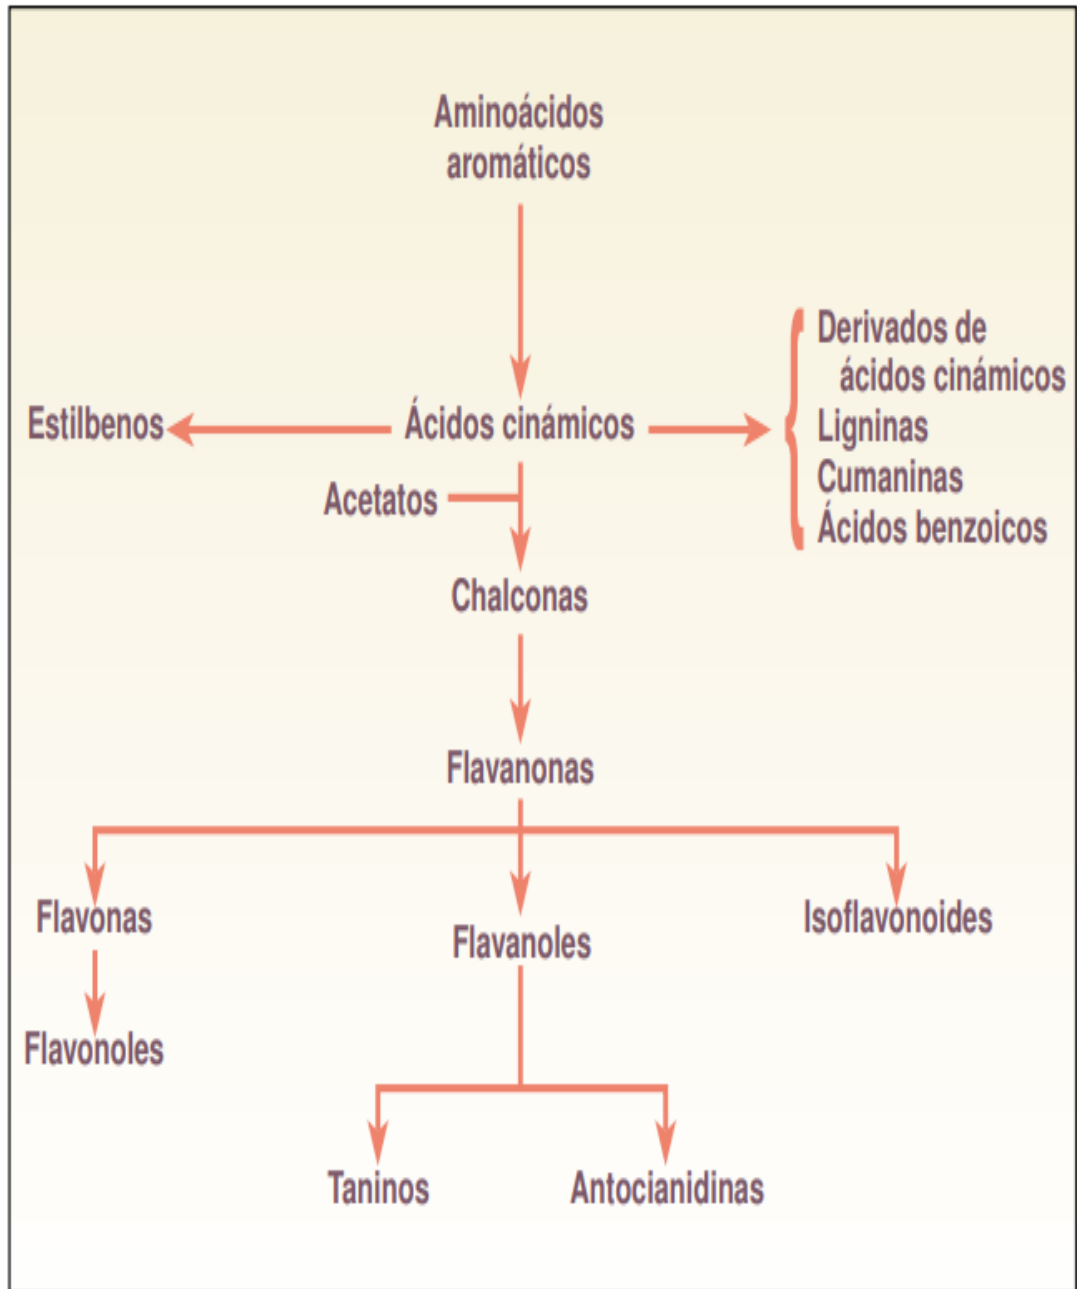 Aminoácidos
aromáticos
Derivados de
ácidos cinámicos
Ligninas
Cumaninas
Ácidos benzoicos
Estilbenos
Ácidos cinámicos
Acetatos
Chalconas
Flavanonas
Flavonas
Flavanoles
Isoflavonoides
Flavonoles
Taninos
Antocianidinas